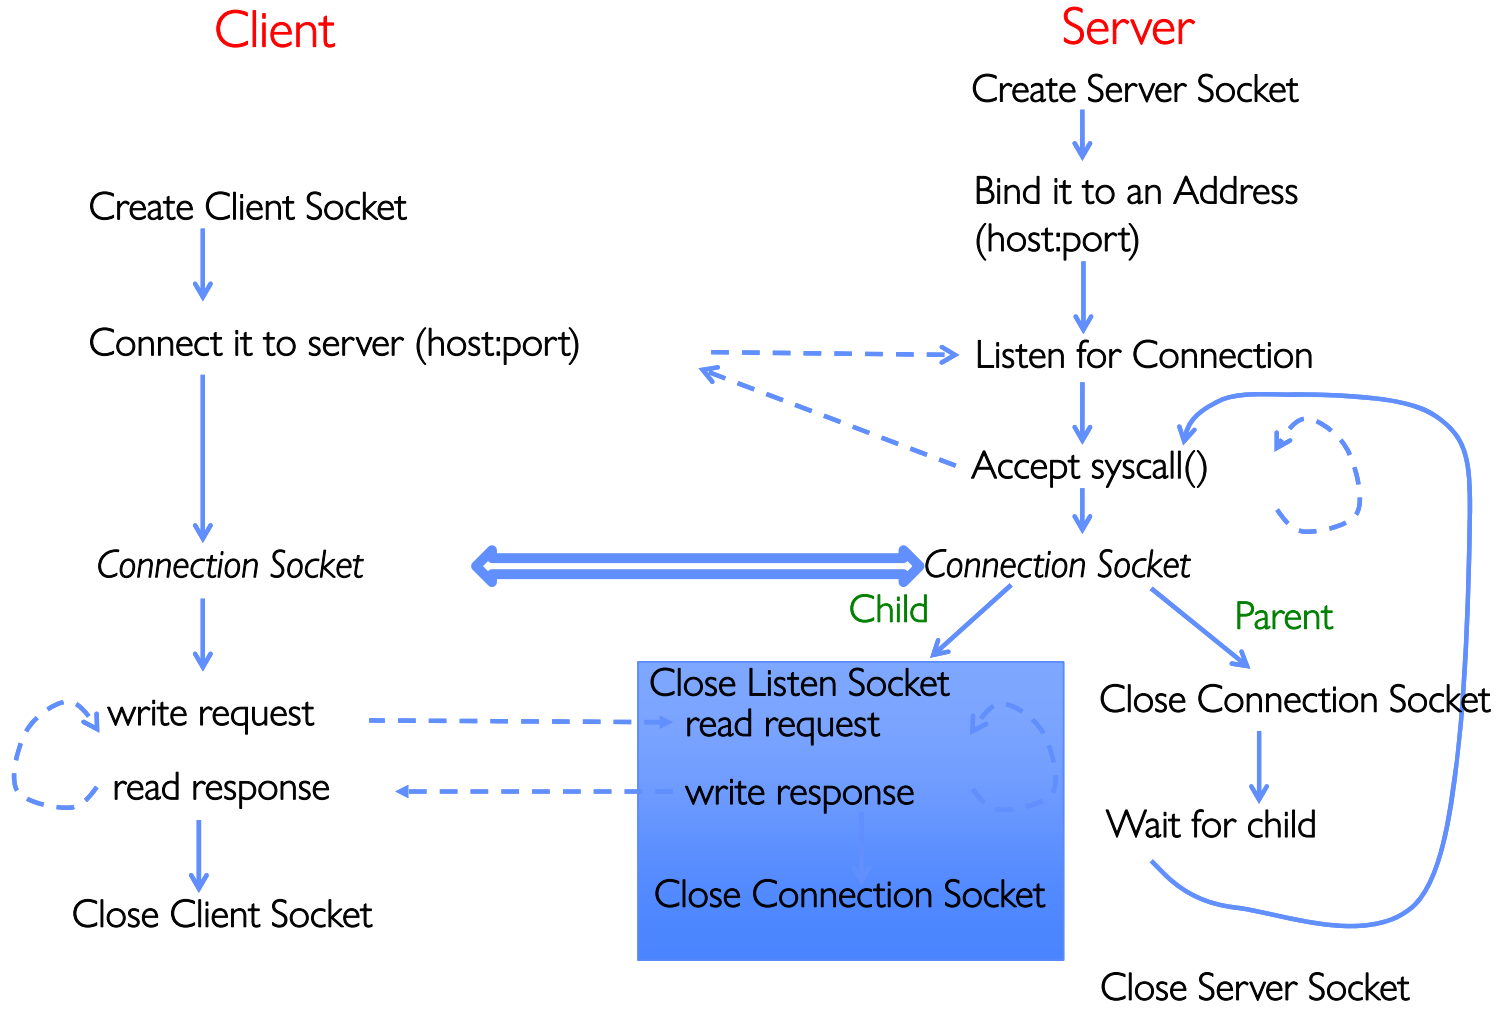 Client
Server
Create Server Socket
Create Client Socket
Bind it to an Address
(host:port)
Connect it to server (host:port)
Listen for Connection
Accept syscall()
Connection Socket
Connection Socket
Child
Parent
Close Listen Socket
read request
write request
Close Connection Socket
read response
write response
Wait for child
Close Connection Socket
Close Client Socket
Close Server Socket